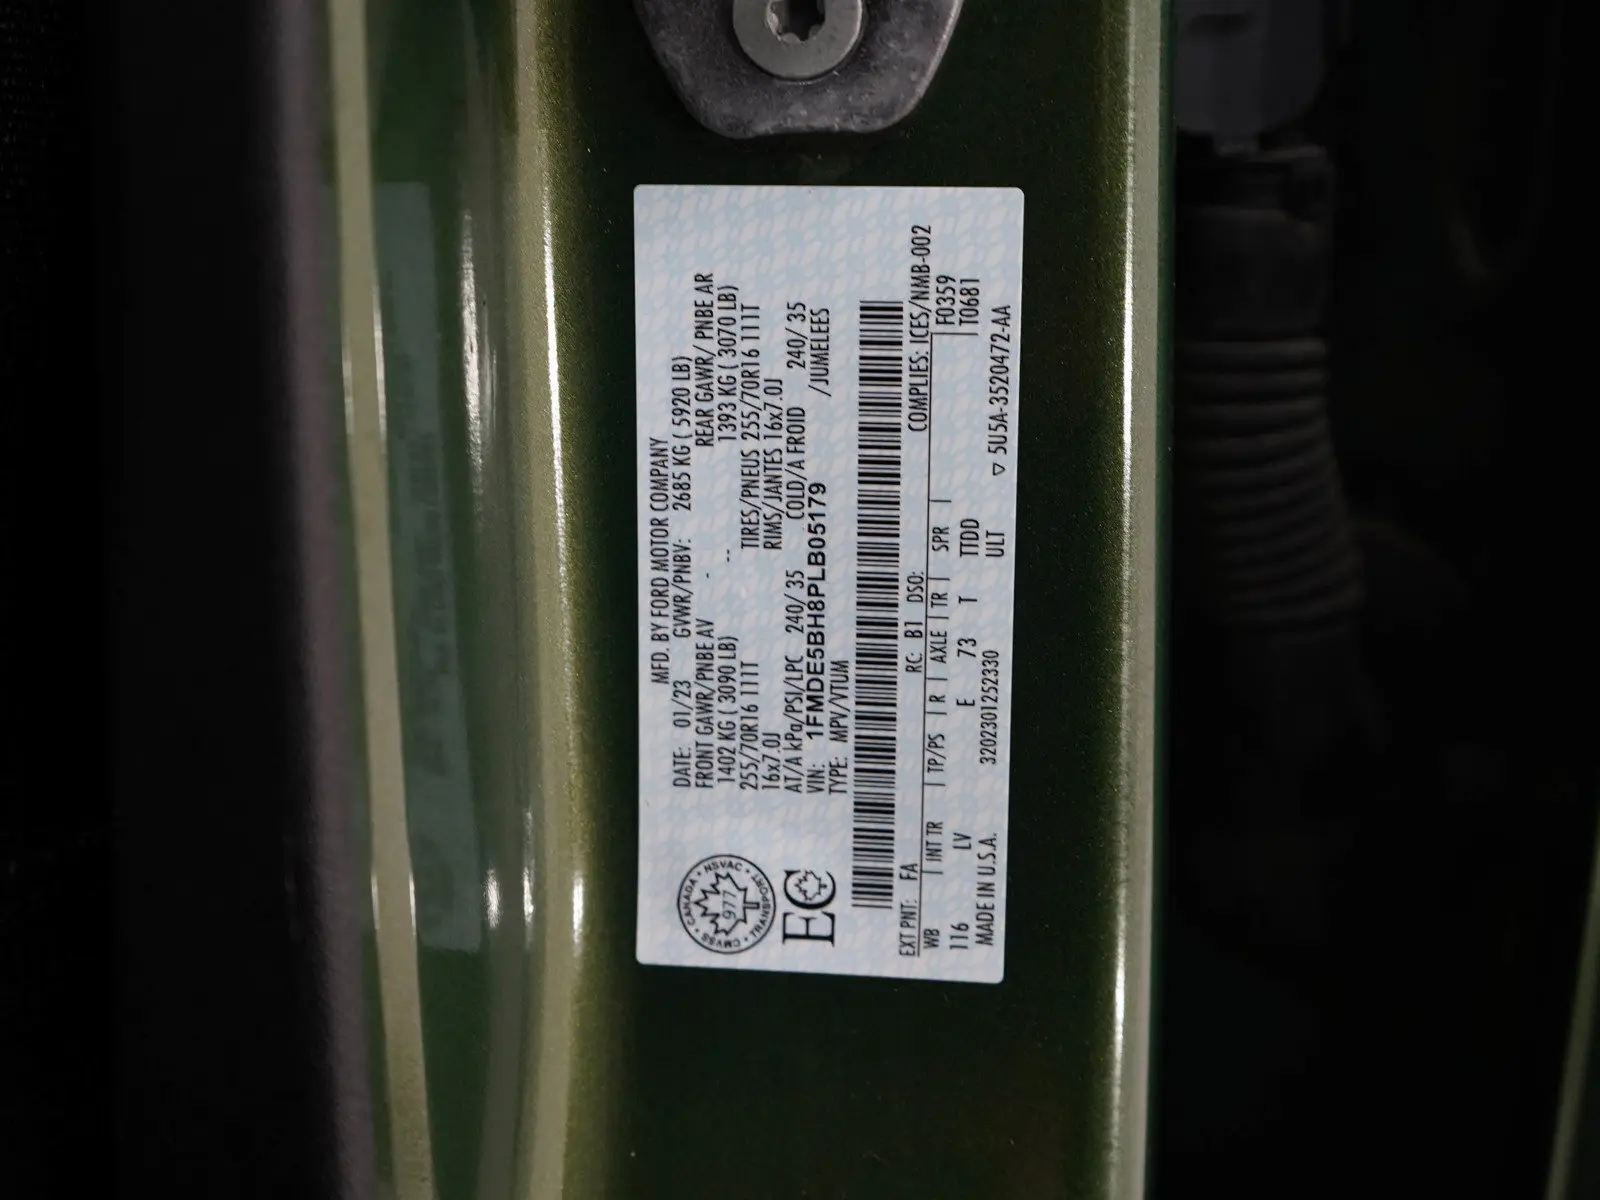 MFD. BY FORD MOTOR COMPANY
DATE: 01/23 GVWR/PNBV: 2685 KG ( 5920 LB)
FRONT GAWR/PNBE AV - REAR GAWR/ PNBE AR
1402 KG ( 3090 LB) -- 1393 KG ( 3070 LB)
255/70R16 111T TIRES/PNEUS 255/70R16 111T
16x7.0J RIMS/JANTES 16x7.0J
AT/A kPa/PSI/LPC 240/ 35 COLD/A FROID 240/ 35
VIN: 1FMDE5BH8PLB05179 /JUMELEES
TYPE: MPV/VTUM
CANADA • NSVAC • TRANSPORT • CMVSS •
977
EC
EXT PNT: FA RC: B1 DSO: COMPLIES: ICES/NMB-002
WB | INT TR | TP/PS | R | AXLE | TR | SPR | F0359
116 LV E 73 T TTDD T0681
MADE IN U.S.A. 320230125233​0 ULT ▽ 5U5A-3520472-AA